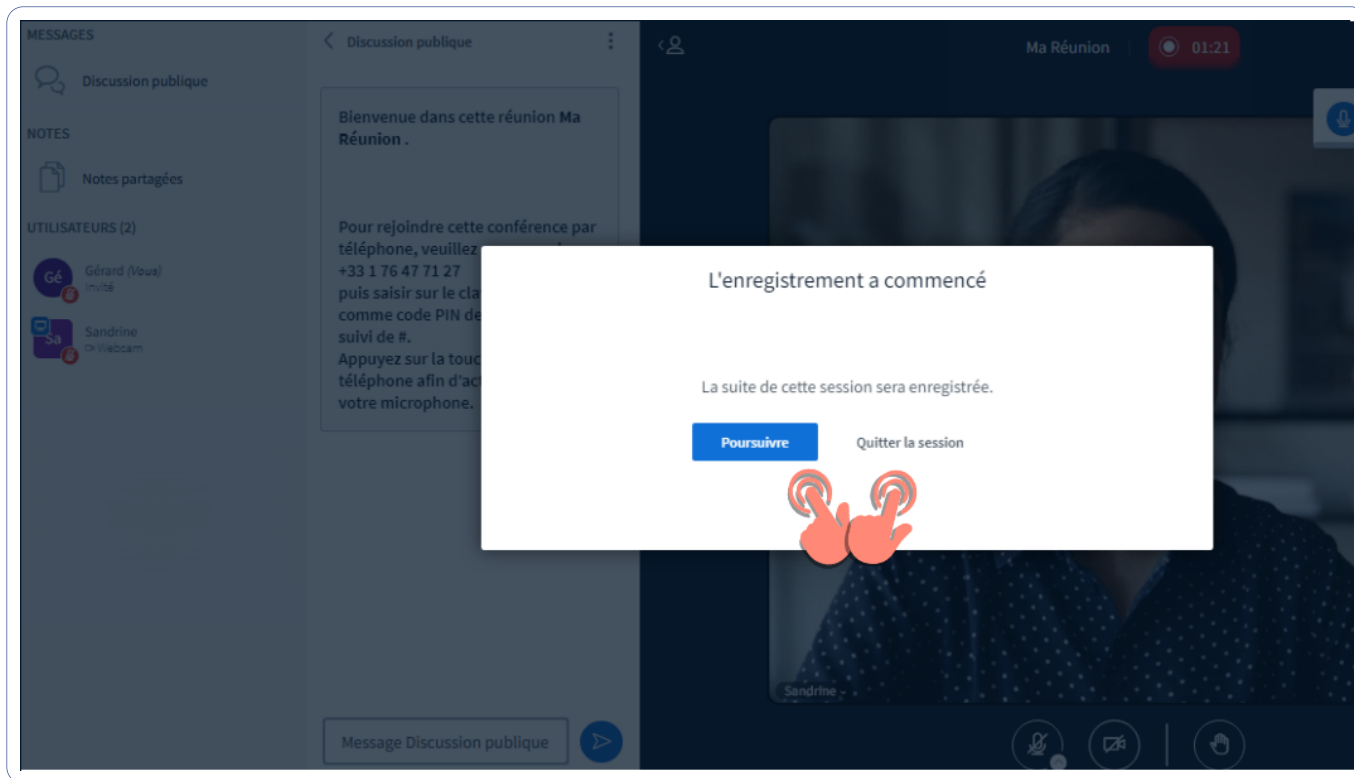 MESSAGES
Discussion publique
NOTES
Notes partagées
UTILISATEURS (2)
Gé
Gérard (Vous)
Invité
Sa
Sandrine
Webcam
Discussion publique
Bienvenue dans cette réunion Ma
Réunion .
Pour rejoindre cette conférence par
téléphone, veuillez
+33 1 76 47 71 27
puis saisir sur le cla
comme code PIN de
suivi de #.
Appuyez sur la touc
téléphone afin d'ac
votre microphone.
Message Discussion publique
Ma Réunion
01:21
L'enregistrement a commencé
La suite de cette session sera enregistrée.
Poursuivre
Quitter la session
Sandrine